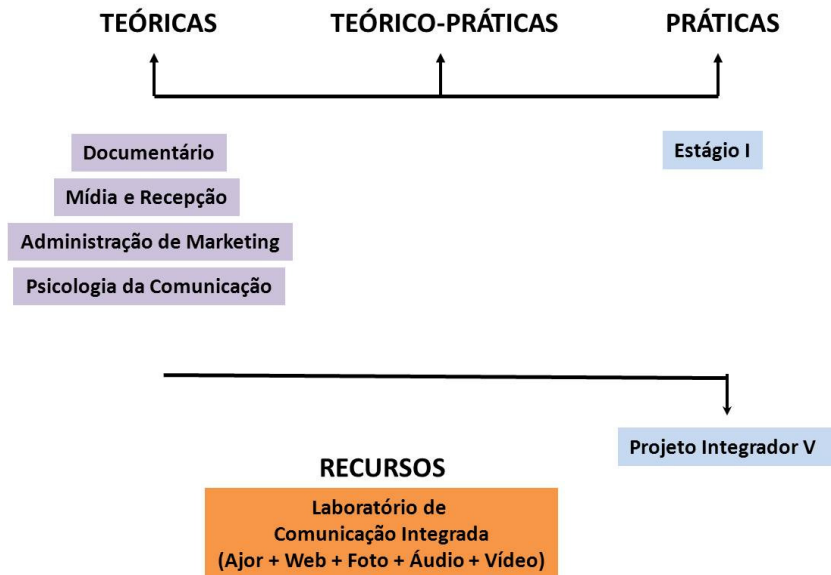 TEÓRICAS
TEÓRICO-PRÁTICAS
PRÁTICAS
Documentário
Estágio I
Mídia e Recepção
Administração de Marketing
Psicologia da Comunicação
Projeto Integrador V
RECURSOS
Laboratório de
Comunicação Integrada
(Ajor + Web + Foto + Áudio + Vídeo)